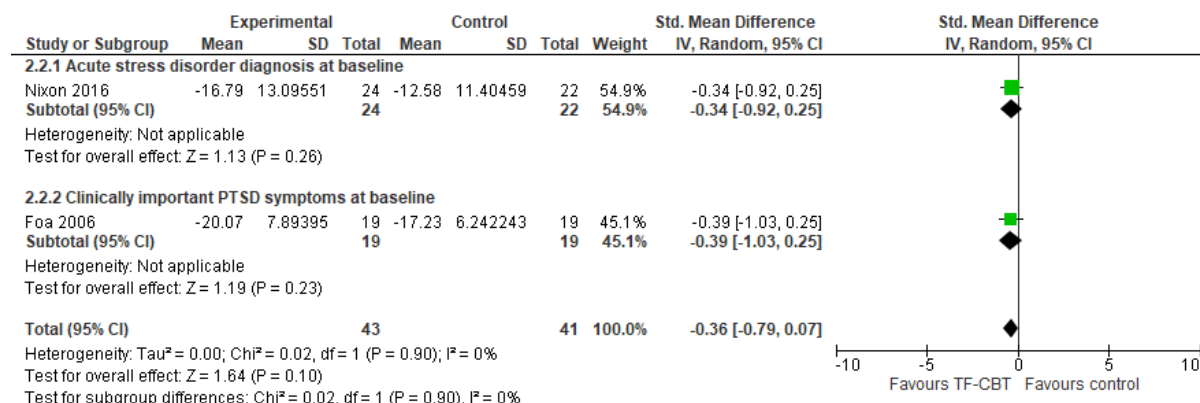 Experimental Control Std. Mean Difference Std. Mean Difference
Study or Subgroup Mean SD Total Mean SD Total Weight IV, Random, 95% CI IV, Random, 95% CI
2.2.1 Acute stress disorder diagnosis at baseline
Nixon 2016 -16.79 13.09551 24 -12.58 11.40459 22 54.9% -0.34 [-0.92, 0.25]
Subtotal (95% CI) 24 22 54.9% -0.34 [-0.92, 0.25]
Heterogeneity: Not applicable
Test for overall effect: Z = 1.13 (P = 0.26)
2.2.2 Clinically important PTSD symptoms at baseline
Foa 2006 -20.07 7.89395 19 -17.23 6.242243 19 45.1% -0.39 [-1.03, 0.25]
Subtotal (95% CI) 19 19 45.1% -0.39 [-1.03, 0.25]
Heterogeneity: Not applicable
Test for overall effect: Z = 1.19 (P = 0.23)
Total (95% CI) 43 41 100.0% -0.36 [-0.79, 0.07]
Heterogeneity: Tau² = 0.00; Chi² = 0.02, df = 1 (P = 0.90); I² = 0%
Test for overall effect: Z = 1.64 (P = 0.10)
Test for subgroup differences: Chi² = 0.02, df = 1 (P = 0.90), I² = 0%
-10 -5 0 5 10
Favours TF-CBT Favours control